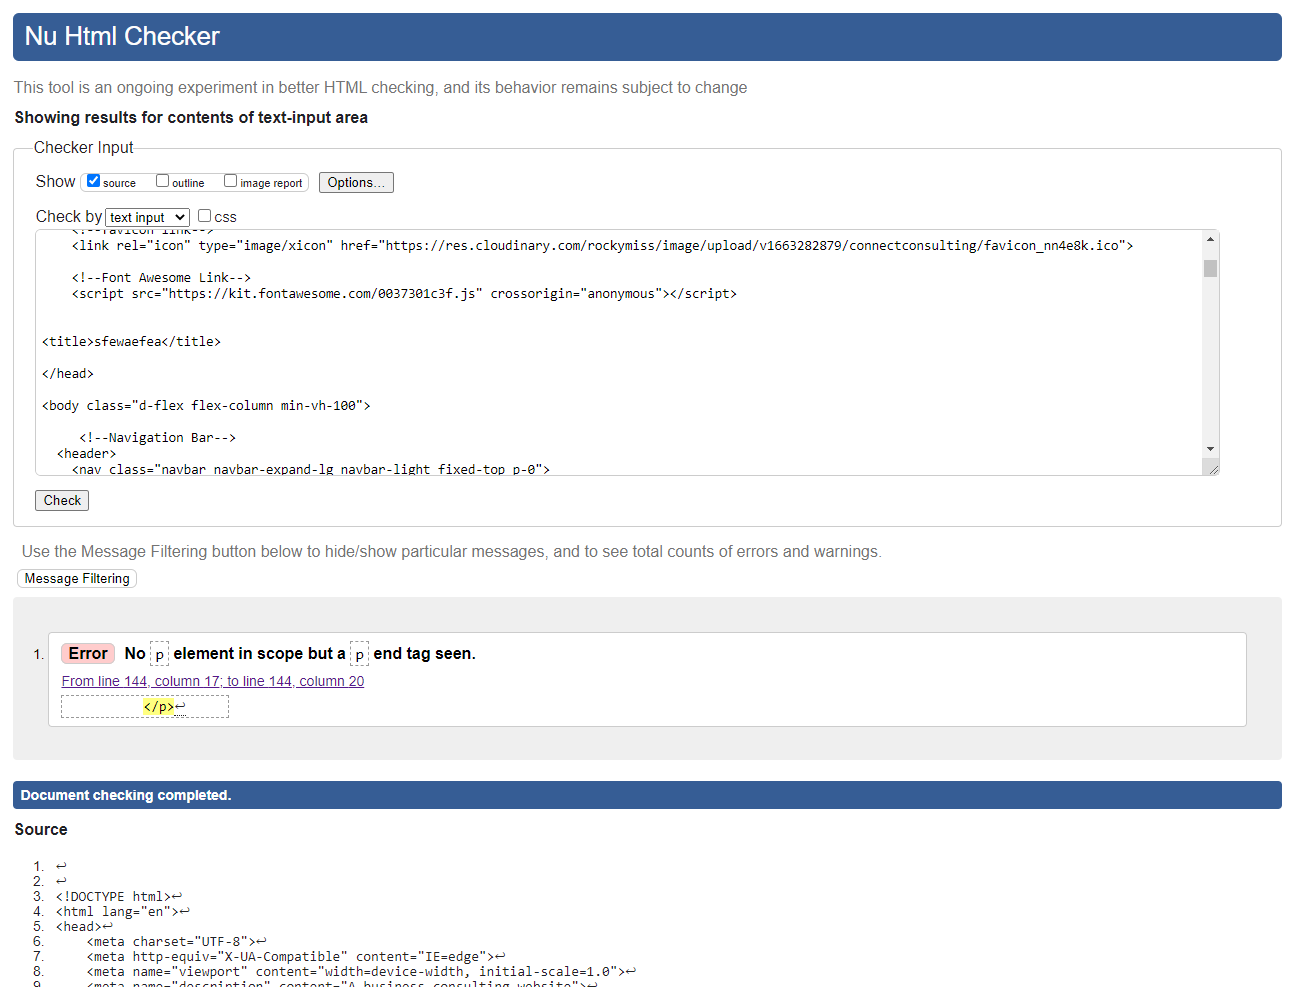 Nu Html Checker
This tool is an ongoing experiment in better HTML checking, and its behavior remains subject to change
Showing results for contents of text-input area
Checker Input
Show source outline image report Options...
Check by text input css
<!--Favicon link-->
<link rel="icon" type="image/xicon" href="https://res.cloudinary.com/rockymiss/image/upload/v1663282879/connectconsulting/favicon_nn4e8k.ico">
<!--Font Awesome Link-->
<script src="https://kit.fontawesome.com/0037301c3f.js" crossorigin="anonymous"></script>
<title>sfewaefea</title>
</head>
<body class="d-flex flex-column min-vh-100">
<!--Navigation Bar-->
<header>
<nav class="navbar navbar-expand-lg navbar-light fixed-top p-0">
Check
Use the Message Filtering button below to hide/show particular messages, and to see total counts of errors and warnings.
Message Filtering
1. Error No p element in scope but a p end tag seen.
From line 144, column 17; to line 144, column 20
</p>↩
Document checking completed.
Source
1. ↩
2. ↩
3. <!DOCTYPE html>↩
4. <html lang="en">↩
5. <head>↩
6. <meta charset="UTF-8">↩
7. <meta http-equiv="X-UA-Compatible" content="IE=edge">↩
8. <meta name="viewport" content="width=device-width, initial-scale=1.0">↩
9. <meta name="description" content="A business consulting website">↩